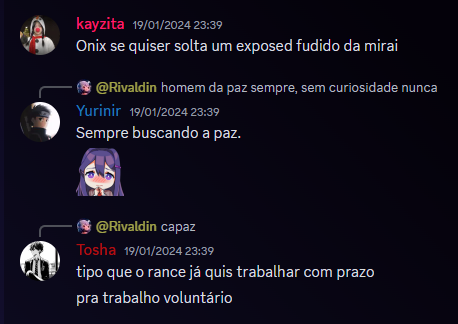 kayzita 19/01/2024 23:39
Onix se quiser solta um exposed fudido da mirai
@Rivaldin homem da paz sempre, sem curiosidade nunca
Yurinir 19/01/2024 23:39
Sempre buscando a paz.
@Rivaldin capaz
Tosha 19/01/2024 23:39
tipo que o rance já quis trabalhar com prazo
pra trabalho voluntário